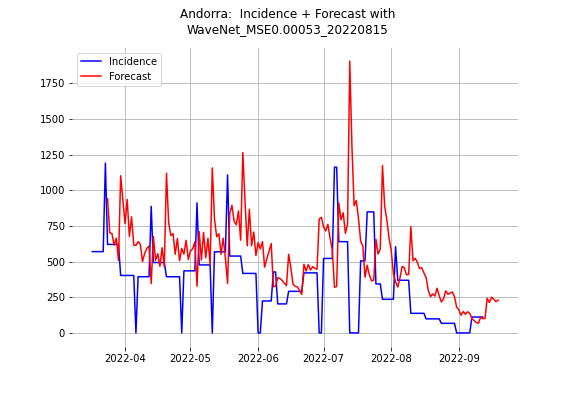 Andorra:  Incidence + Forecast with
WaveNet_MSE0.00053_20220815
Incidence
Forecast
1750
1500
1250
1000
750
500
250
0
2022-04 2022-05 2022-06 2022-07 2022-08 2022-09